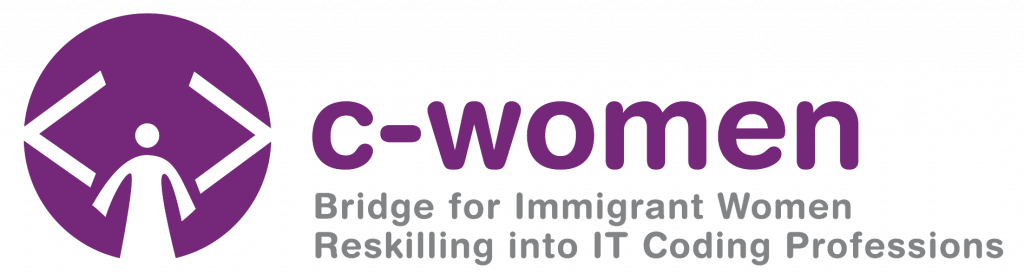 c-women
Bridge for Immigrant Women
Reskilling into IT Coding Professions